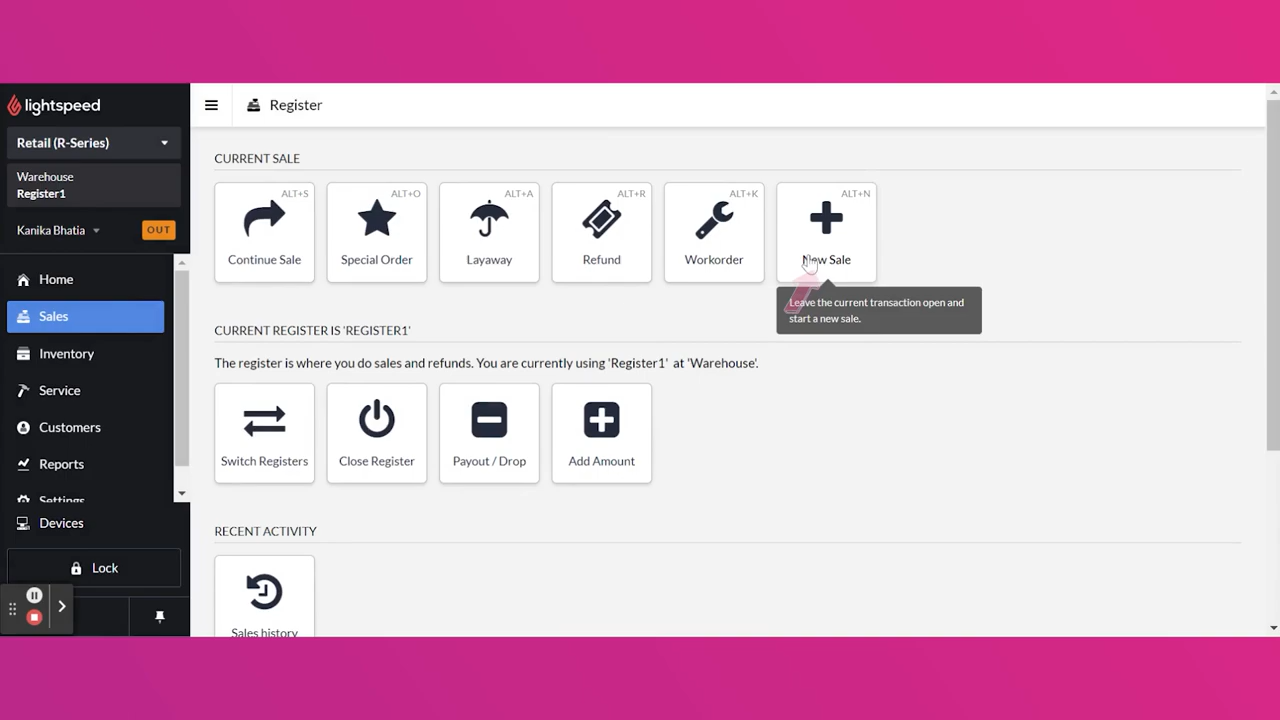 lightspeed
Retail (R-Series)
Warehouse
Register1
Kanika Bhatia
OUT
Home
Sales
Inventory
Service
Customers
Reports
Settings
Devices
Lock
Register
CURRENT SALE
ALT+S
Continue Sale
ALT+O
Special Order
ALT+A
Layaway
ALT+R
Refund
ALT+K
Workorder
ALT+N
New Sale
Leave the current transaction open and
start a new sale.
CURRENT REGISTER IS 'REGISTER1'
The register is where you do sales and refunds. You are currently using 'Register1' at 'Warehouse'.
Switch Registers
Close Register
Payout / Drop
Add Amount
RECENT ACTIVITY
Sales history